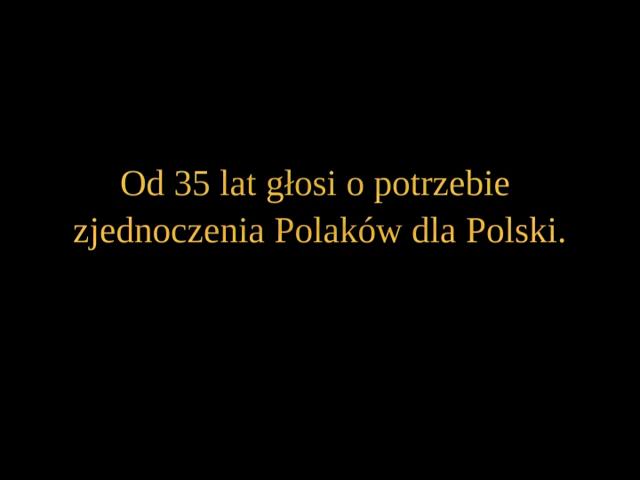 Od 35 lat głosi o potrzebie
zjednoczenia Polaków dla Polski.